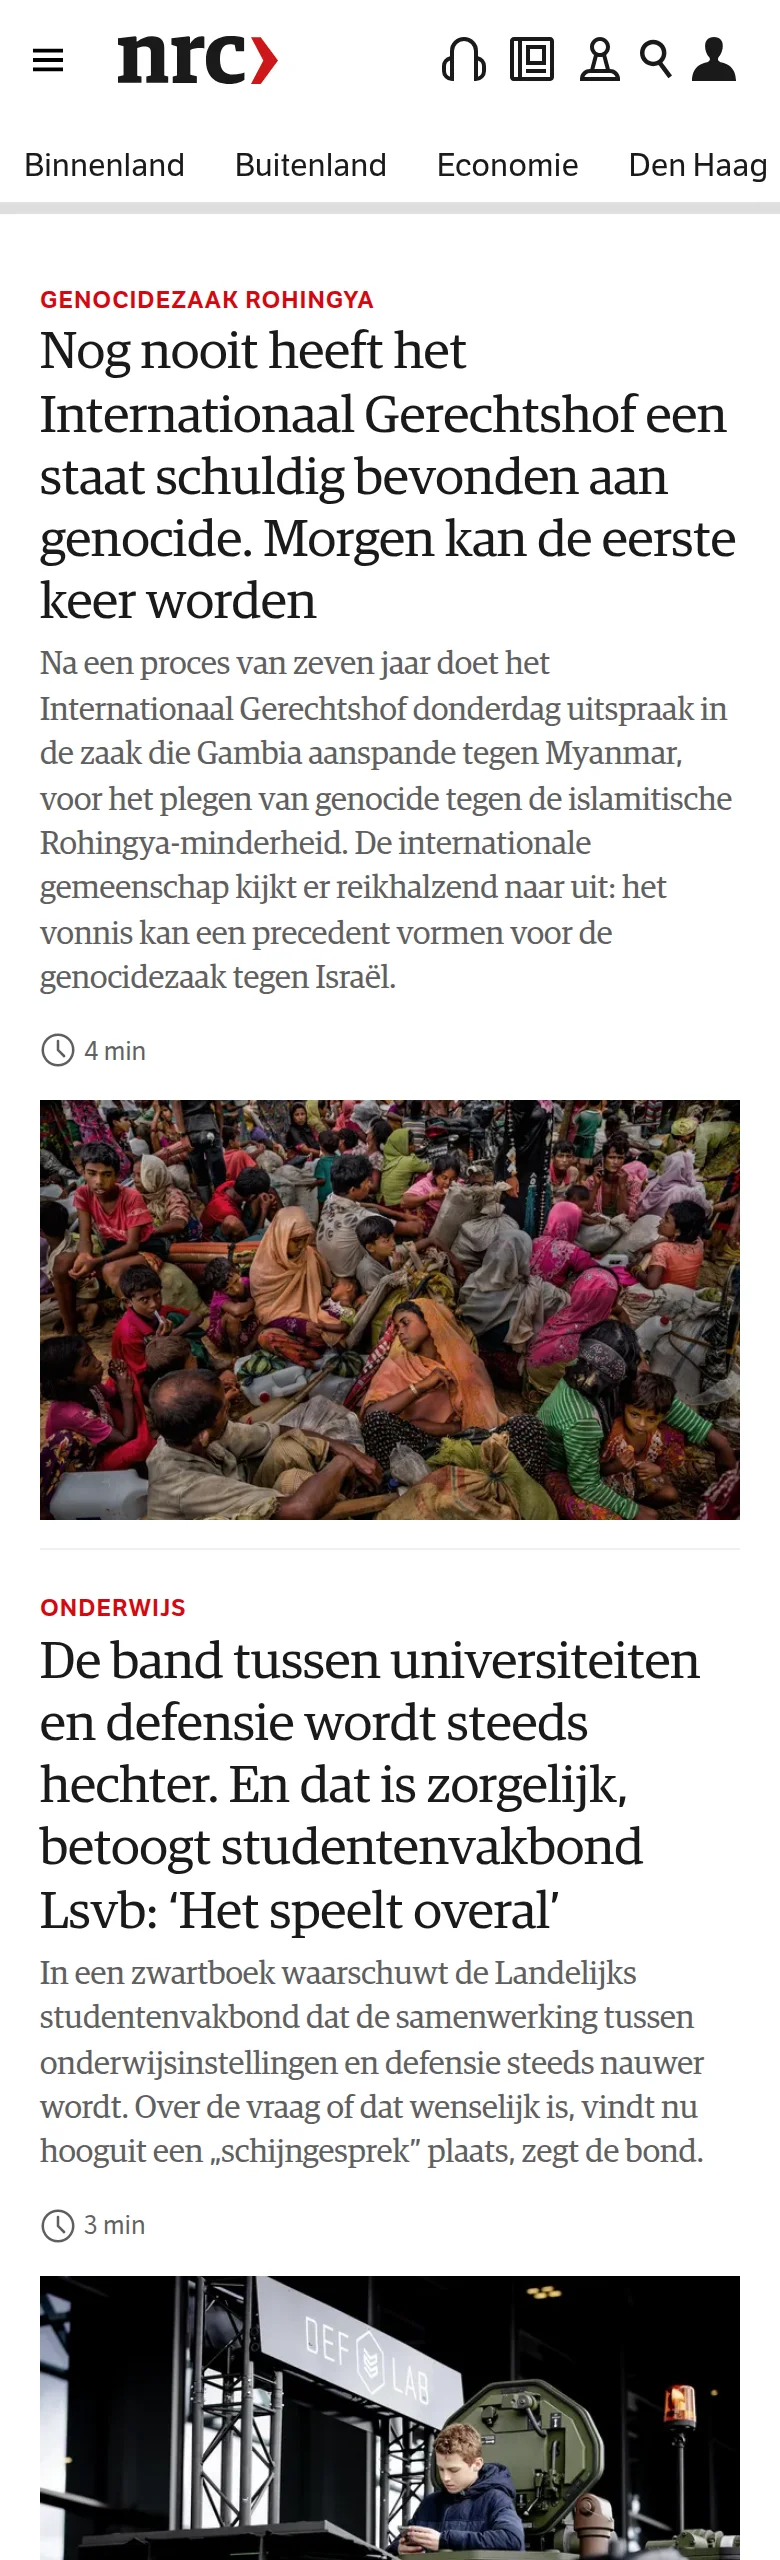 nrc
Binnenland Buitenland Economie Den Haag
GENOCIDEZAAK ROHINGYA
Nog nooit heeft het
Internationaal Gerechtshof een
staat schuldig bevonden aan
genocide. Morgen kan de eerste
keer worden
Na een proces van zeven jaar doet het
Internationaal Gerechtshof donderdag uitspraak in
de zaak die Gambia aanspande tegen Myanmar,
voor het plegen van genocide tegen de islamitische
Rohingya-minderheid. De internationale
gemeenschap kijkt er reikhalzend naar uit: het
vonnis kan een precedent vormen voor de
genocidezaak tegen Israël.
4 min
ONDERWIJS
De band tussen universiteiten
en defensie wordt steeds
hechter. En dat is zorgelijk,
betoogt studentenvakbond
Lsvb: ‘Het speelt overal’
In een zwartboek waarschuwt de Landelijks
studentenvakbond dat de samenwerking tussen
onderwijsinstellingen en defensie steeds nauwer
wordt. Over de vraag of dat wenselijk is, vindt nu
hooguit een „schijngesprek” plaats, zegt de bond.
3 min
DEF LAB